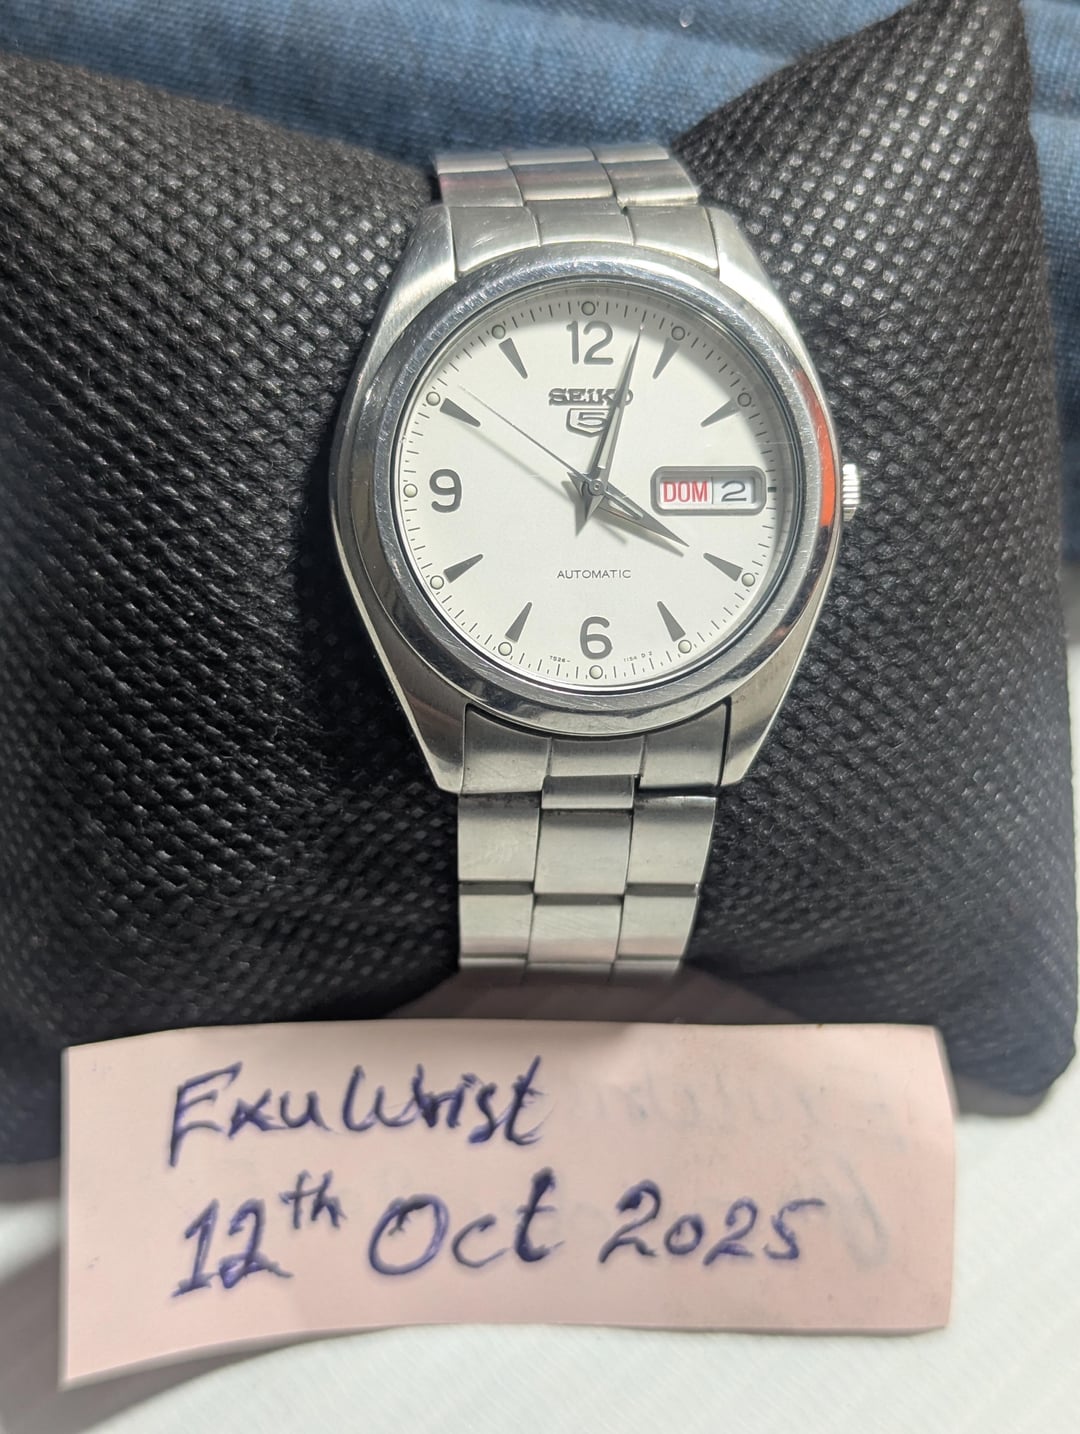 12
SEIKO
5
9
DOM 2
AUTOMATIC
6
ExuWrist
12th Oct 2025